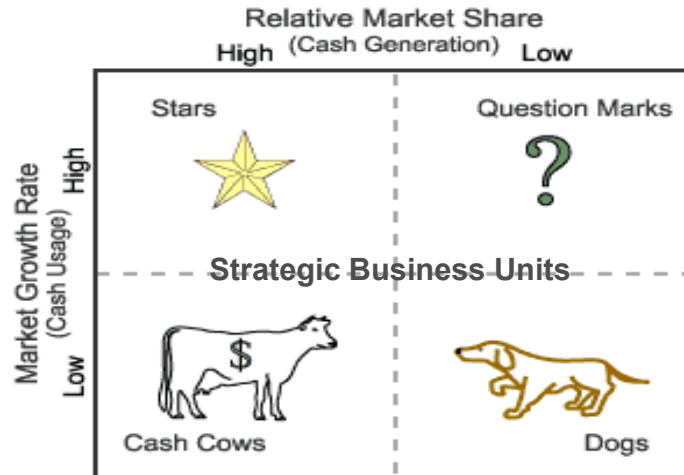 Relative Market Share
(Cash Generation)
High
Low
Stars
Question Marks
Market Growth Rate
(Cash Usage)
High
Strategic Business Units
Low
$
?
Cash Cows
Dogs